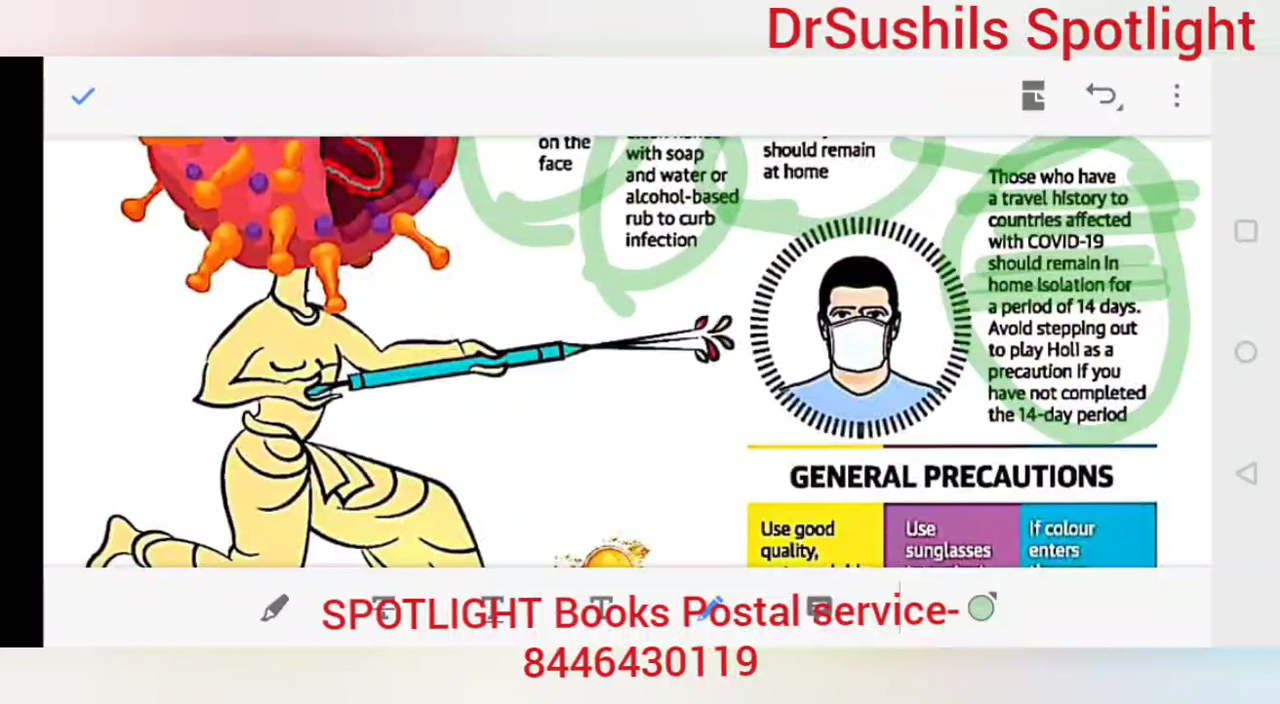 DrSushils Spotlight
on the
face
with soap
and water or
alcohol-based
rub to curb
infection
should remain
at home
Those who have
a travel history to
countries affected
with COVID-19
should remain in
home isolation for
a period of 14 days.
Avoid stepping out
to play Holi as a
precaution if you
have not completed
the 14-day period
GENERAL PRECAUTIONS
Use good
quality,
Use
sunglasses
If colour
enters
SPOTLIGHT Books Postal service-
8446430119